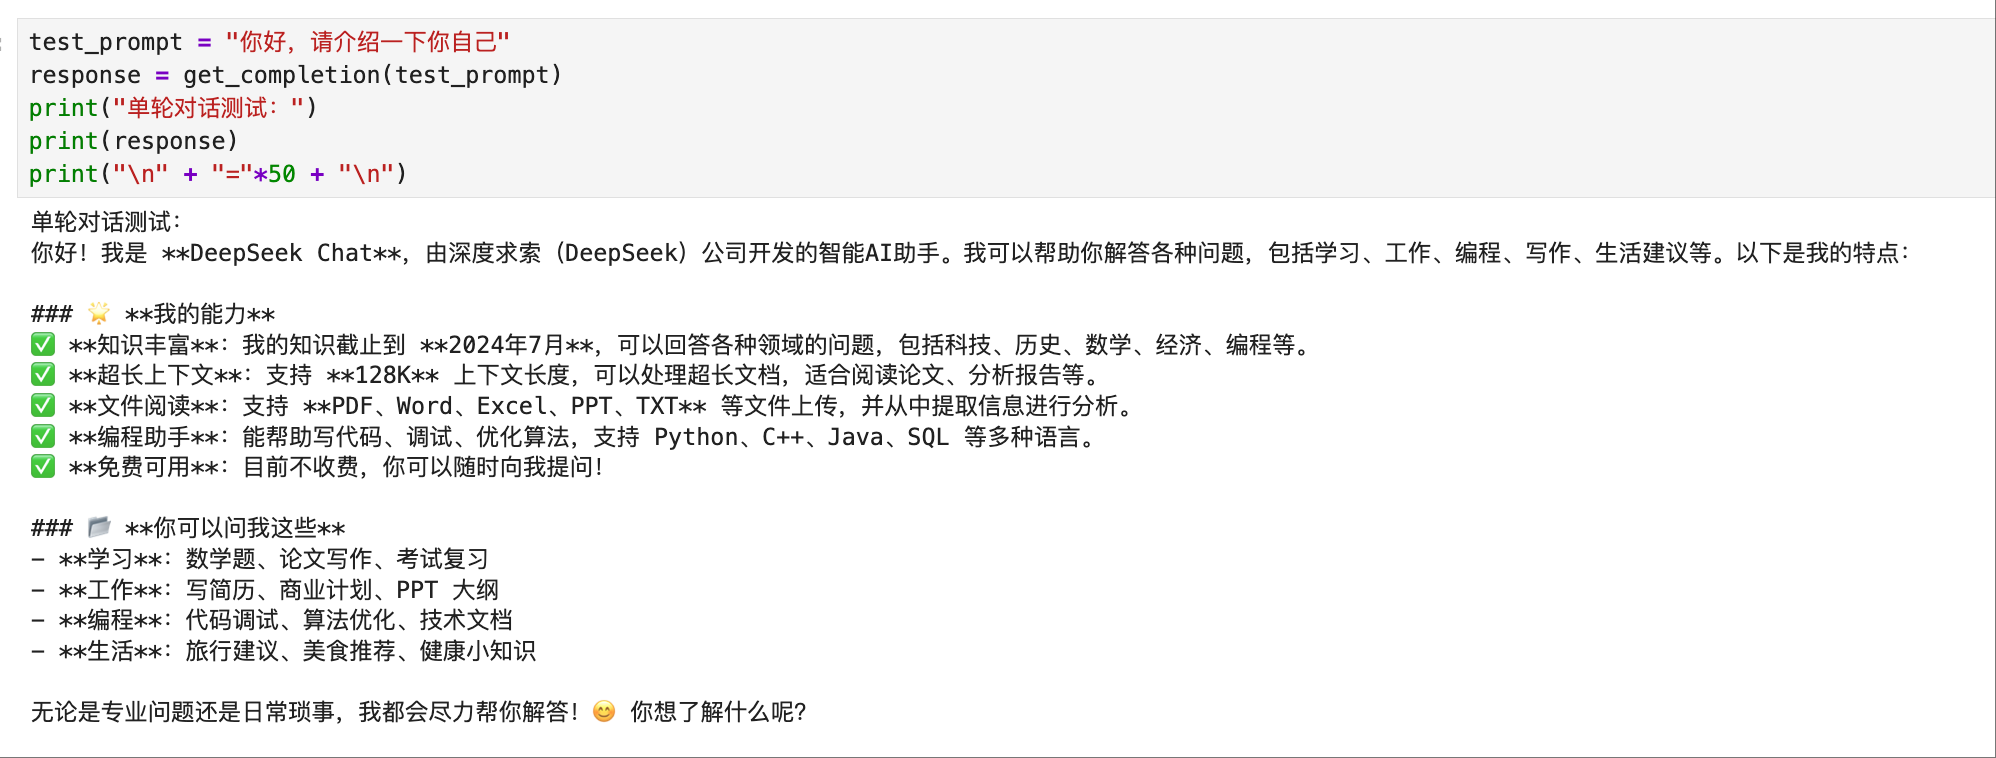 test_prompt = "你好，请介绍一下你自己"
response = get_completion(test_prompt)
print("单轮对话测试：")
print(response)
print("\n" + "="*50 + "\n")
单轮对话测试：
你好！我是 **DeepSeek Chat**，由深度求索（DeepSeek）公司开发的智能AI助手。我可以帮助你解答各种问题，包括学习、工作、编程、写作、生活建议等。以下是我的特点：
### 🌟 **我的能力**
✅ **知识丰富**：我的知识截止到 **2024年7月**，可以回答各种领域的问题，包括科技、历史、数学、经济、编程等。
✅ **超长上下文**：支持 **128K** 上下文长度，可以处理超长文档，适合阅读论文、分析报告等。
✅ **文件阅读**：支持 **PDF、Word、Excel、PPT、TXT** 等文件上传，并从中提取信息进行分析。
✅ **编程助手**：能帮助写代码、调试、优化算法，支持 Python、C++、Java、SQL 等多种语言。
✅ **免费可用**：目前不收费，你可以随时向我提问！
### 📂 **你可以问我这些**
- **学习**：数学题、论文写作、考试复习
- **工作**：写简历、商业计划、PPT 大纲
- **编程**：代码调试、算法优化、技术文档
- **生活**：旅行建议、美食推荐、健康小知识
无论是专业问题还是日常琐事，我都会尽力帮你解答！😊 你想了解什么呢？